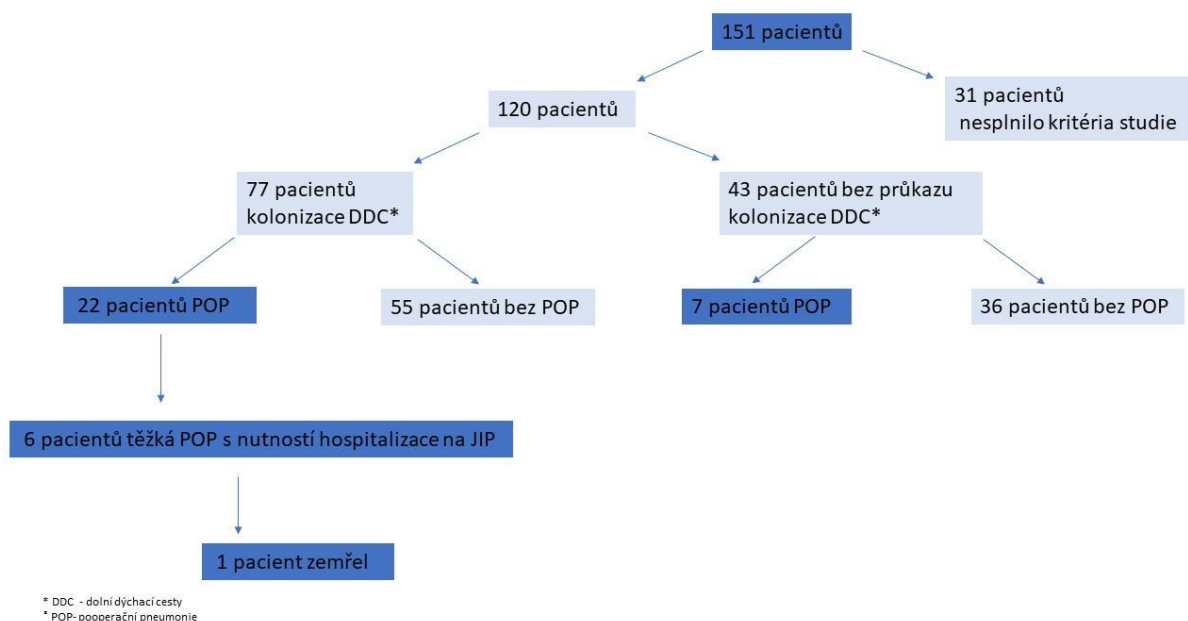 151 pacientů
120 pacientů
31 pacientů
nesplnilo kritéria studie
77 pacientů
kolonizace DDC*
43 pacientů bez průkazu
kolonizace DDC*
22 pacientů POP
55 pacientů bez POP
7 pacientů POP
36 pacientů bez POP
6 pacientů těžká POP s nutností hospitalizace na JIP
1 pacient zemřel
* DDC - dolní dýchací cesty
* POP- pooperační pneumonie